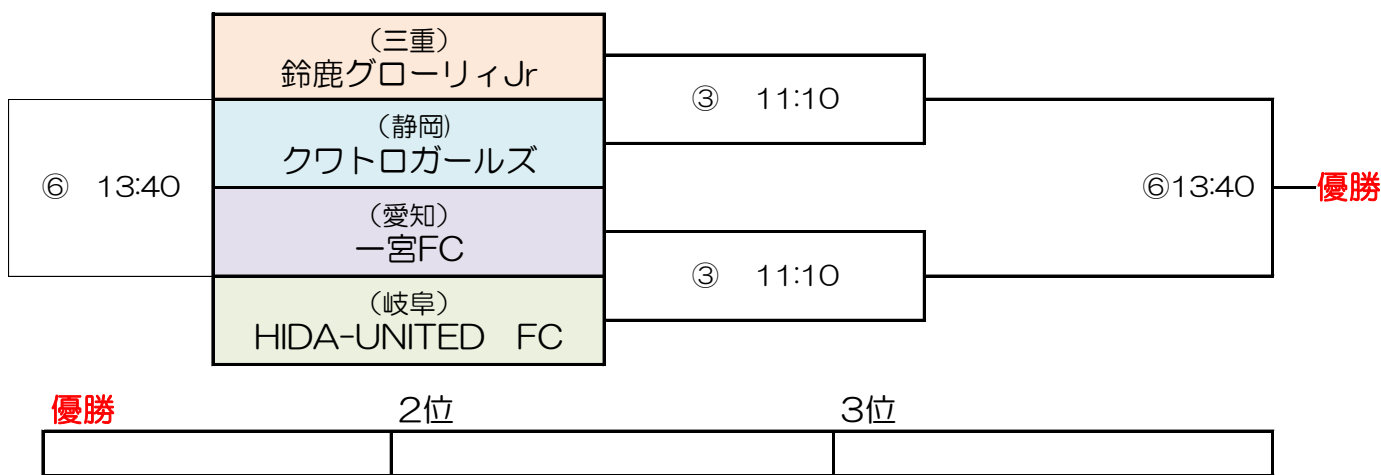 （三重）
鈴鹿グローリィJr
③　11:10
（静岡)
クワトロガールズ
⑥　13:40
⑥13:40
優勝
（愛知）
一宮FC
③　11:10
（岐阜）
HIDA-UNITED　FC
優勝
2位
3位